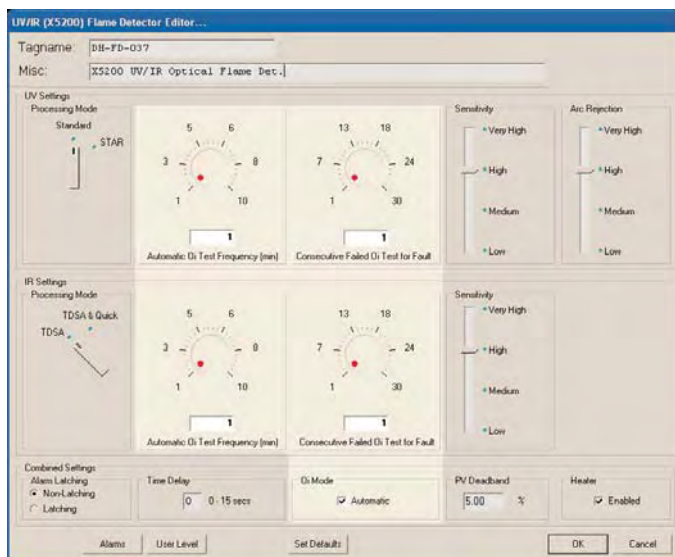 UV/IR (X5200) Flame Detector Editor...
Tagname: DH-FD-037
Misc: X5200 UV/IR Optical Flame Det.
UV Settings
Processing Mode
Standard
STAR
5 6
3 8
1 10
1
Automatic Oi Test Frequency (min)
13 18
7 24
1 30
1
Consecutive Failed Oi Test for Fault
Sensitivity
Very High
High
Medium
Low
Arc Rejection
Very High
High
Medium
Low
IR Settings
Processing Mode
TDSA & Quick
TDSA
5 6
3 8
1 10
1
Automatic Oi Test Frequency (min)
13 18
7 24
1 30
1
Consecutive Failed Oi Test for Fault
Sensitivity
Very High
High
Medium
Low
Combined Settings
Alarm Latching
Non-Latching
Latching
Time Delay
0 0 - 15 secs
Oi Mode
Automatic
PV Deadband
5.00 %
Heater
Enabled
Alarms User Level Set Defaults OK Cancel